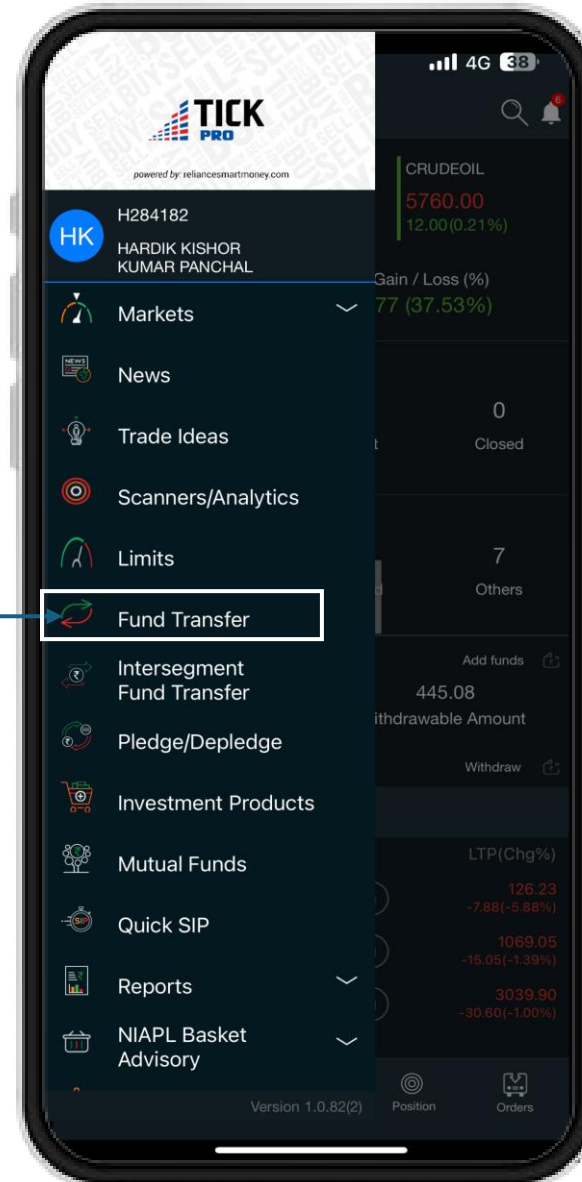 4G 38
TICK
PRO
powered by: reliancesmartmoney.com
6
HK
H284182
HARDIK KISHOR
KUMAR PANCHAL
Markets
NEWS
News
Trade Ideas
Scanners/Analytics
Limits
Fund Transfer
Intersegment
Fund Transfer
Pledge/Depledge
Investment Products
Mutual Funds
SIP
Quick SIP
Reports
NIAPL Basket
Advisory
Version 1.0.82(2)
CRUDEOIL
5760.00
12.00(0.21%)
Gain / Loss (%)
77 (37.53%)
0
Closed
7
Others
Add funds
445.08
ithdrawable Amount
Withdraw
LTP(Chg%)
126.23
-7.88(-5.88%)
1069.05
-15.05(-1.39%)
3039.90
-30.60(-1.00%)
Position
Orders